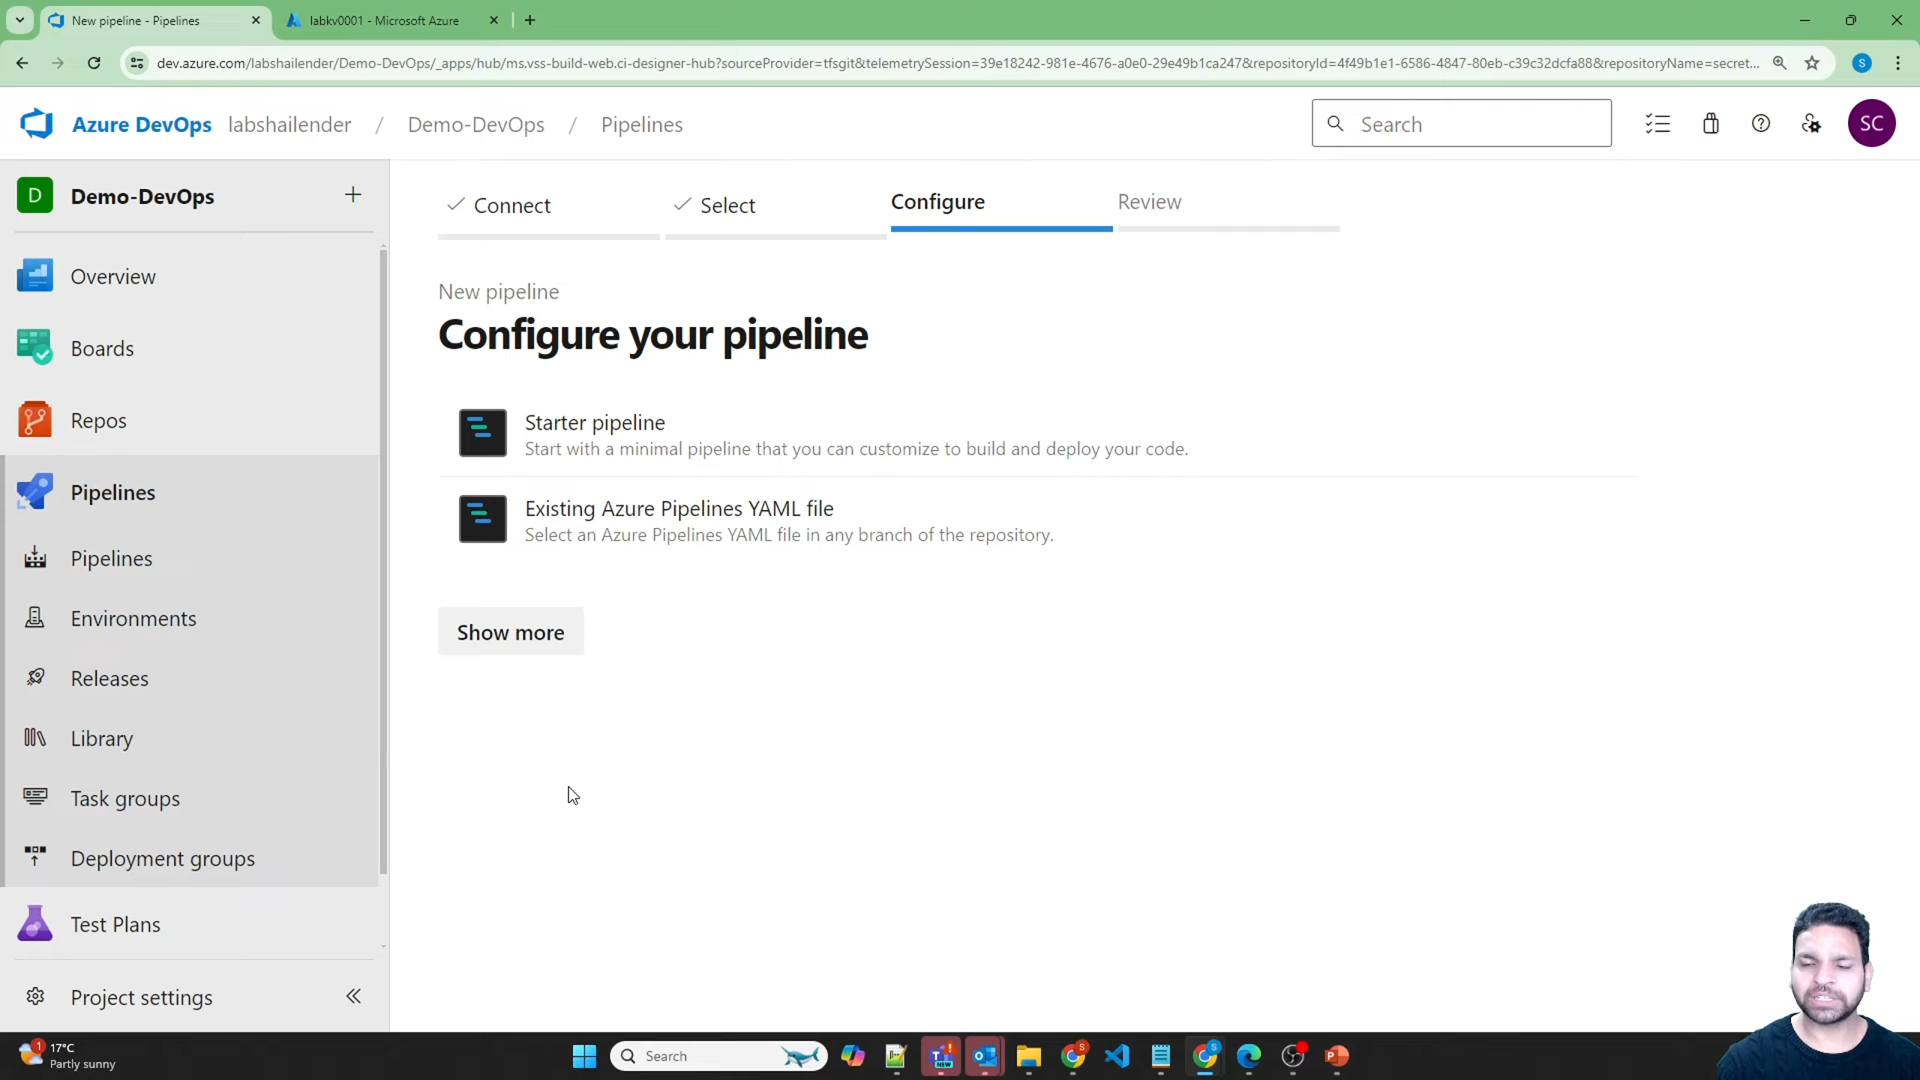 New pipeline - Pipelines
labkv0001 - Microsoft Azure
dev.azure.com/labshailender/Demo-DevOps/_apps/hub/ms.vss-build-web.ci-designer-hub?sourceProvider=tfsgit&telemetrySession=39e18242-981e-4676-a0e0-29e49b1ca247&repositoryId=4f49b1e1-6586-4847-80eb-c39c32dcfa88&repositoryName=secret...
S
Azure DevOps labshailender / Demo-DevOps / Pipelines
Search
SC
D Demo-DevOps
Overview
Boards
Repos
Pipelines
Pipelines
Environments
Releases
Library
Task groups
Deployment groups
Test Plans
Project settings
Connect
Select
Configure
Review
New pipeline
Configure your pipeline
Starter pipeline
Start with a minimal pipeline that you can customize to build and deploy your code.
Existing Azure Pipelines YAML file
Select an Azure Pipelines YAML file in any branch of the repository.
Show more
1
17°C
Partly sunny
Search
NEW
S
S